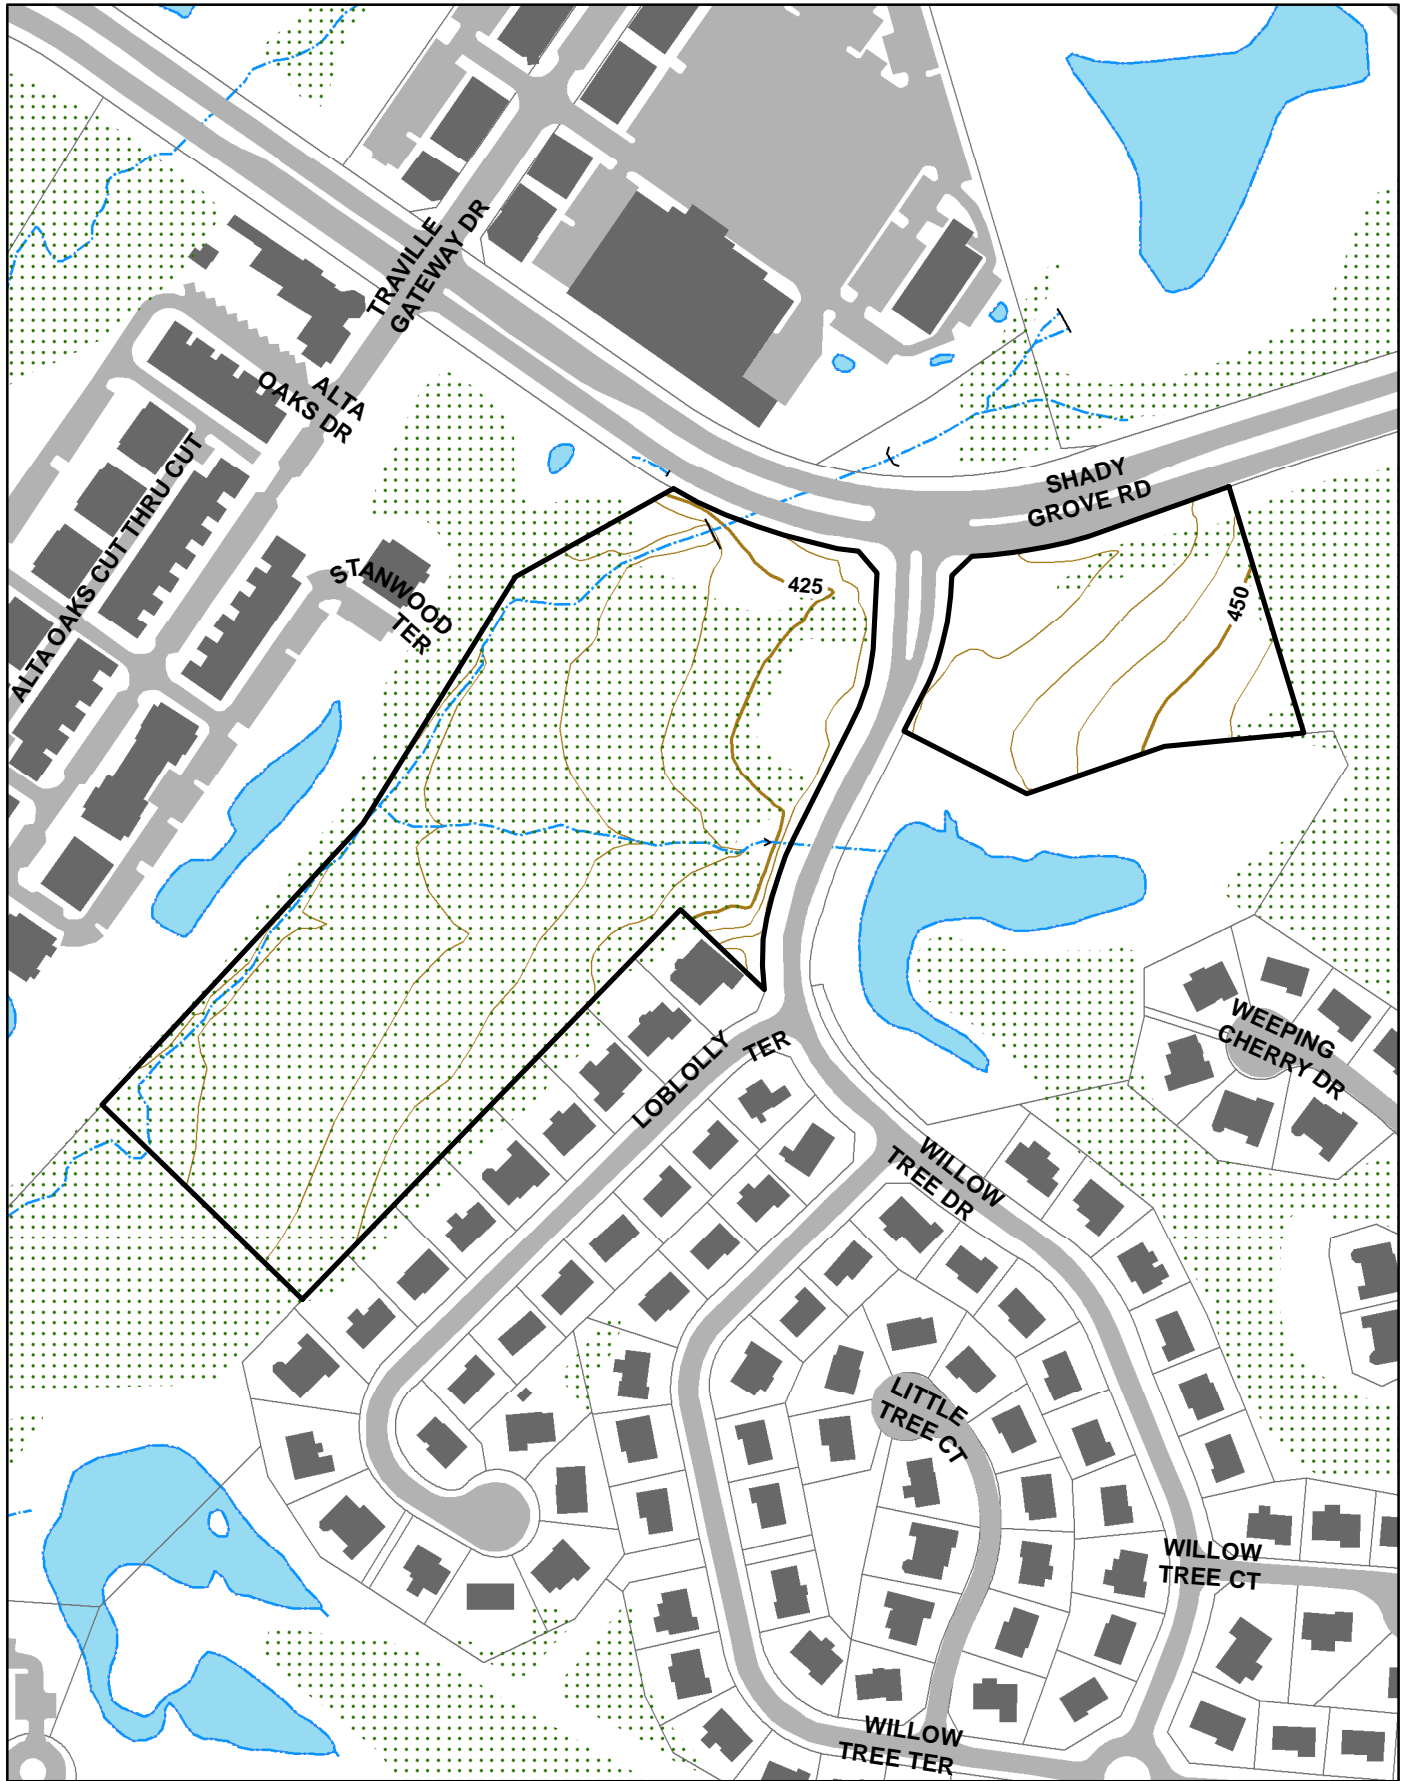 TRAVILLE
GATEWAY DR
ALTA
OAKS DR
ALTA OAKS CUT THRU CUT
SHADY
GROVE RD
STANWOOD
TER
425
450
WEEPING
CHERRY DR
LOBLOLLY
TER
WILLOW
TREE DR
LITTLE
TREE CT
WILLOW
TREE CT
WILLOW
TREE TER